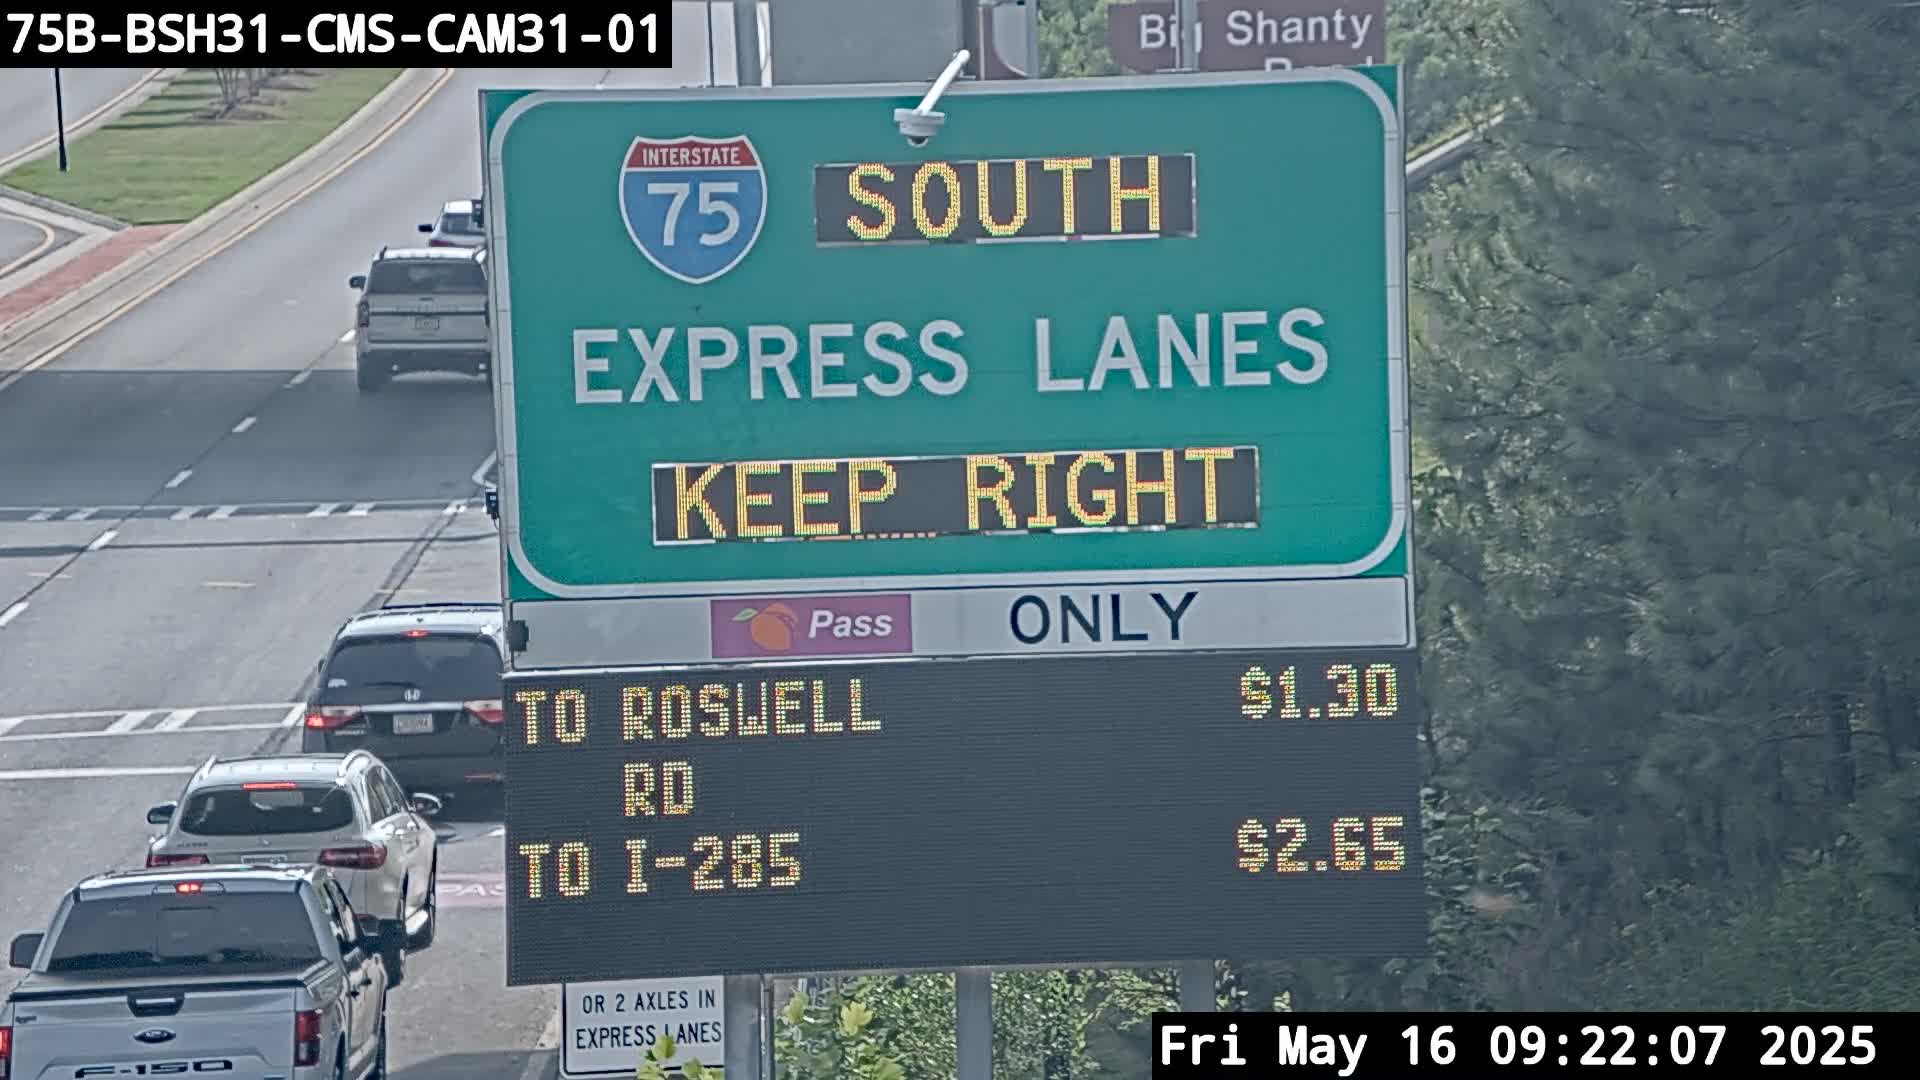 75B-BSH31-CMS-CAM31-01
Big Shanty
Road
INTERSTATE
75
SOUTH
EXPRESS LANES
KEEP RIGHT
Pass ONLY
TO ROSWELL $1.30
RD
TO I-285 $2.65
OR 2 AXLES IN
EXPRESS LANES
F-150
Fri May 16 09:22:07 2025